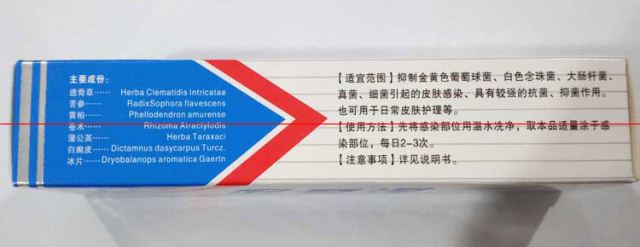 主要成份：
透骨草…… Herba Clematidis Intricatae
苦参…… RadixSophora flavescens
黄柏…… Phellodendron amurense
苍术…… Rhizoma Atractylodis
蒲公英…… Herba Taraxaci
白癣皮…… Dictamnus dasycarpus Turcz.
冰片…… Dryobalanops aromatica Gaertn
【适宜范围】抑制金黄色葡萄球菌、白色念珠菌、大肠杆菌、
真菌、细菌引起的皮肤感染、具有较强的抗菌、抑菌作用。
也可用于日常皮肤护理等。
【使用方法】先将感染部位用温水洗净，取本品适量涂于感
染部位，每日2-3次。
【注意事项】详见说明书。